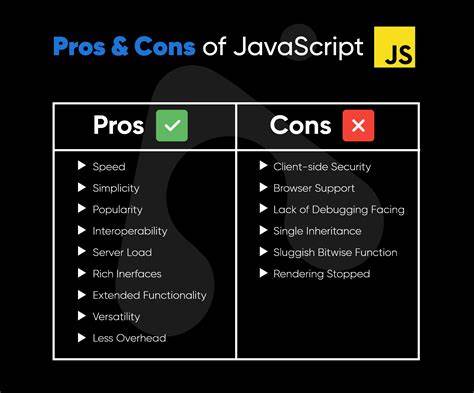 Pros & Cons of JavaScript JS
Pros
Speed
Simplicity
Popularity
Interoperability
Server Load
Rich Inerfaces
Extended Functionality
Versatility
Less Overhead
Cons
Client-side Security
Browser Support
Lack of Debugging Facing
Single Inheritance
Sluggish Bitwise Function
Rendering Stopped